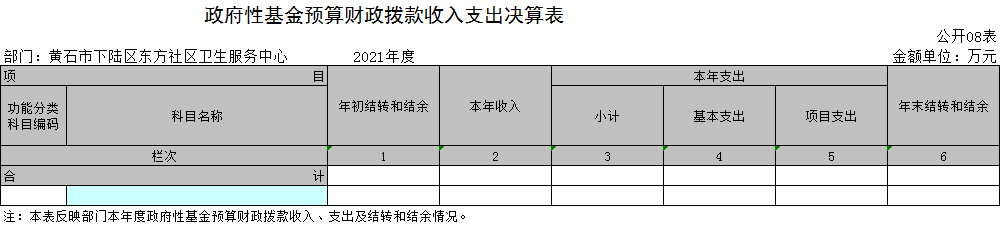 政府性基金预算财政拨款收入支出决算表
公开08表
部门：黄石市下陆区东方社区卫生服务中心 2021年度 金额单位：万元
项 目 年初结转和结余 本年收入 本年支出 年末结转和结余
功能分类科目编码 科目名称 小计 基本支出 项目支出
栏次 1 2 3 4 5 6
合 计
注：本表反映部门本年度政府性基金预算财政拨款收入、支出及结转和结余情况。